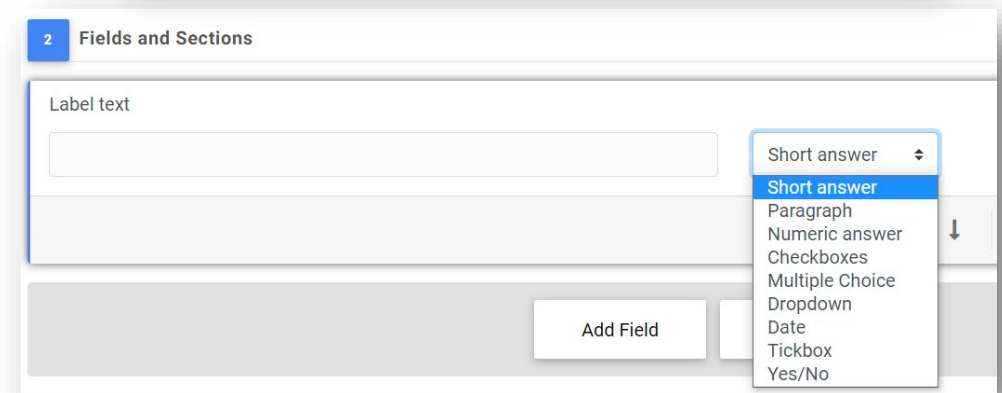 2
Fields and Sections
Label text
Short answer
Short answer
Paragraph
Numeric answer
Checkboxes
Multiple Choice
Dropdown
Date
Tickbox
Yes/No
Add Field